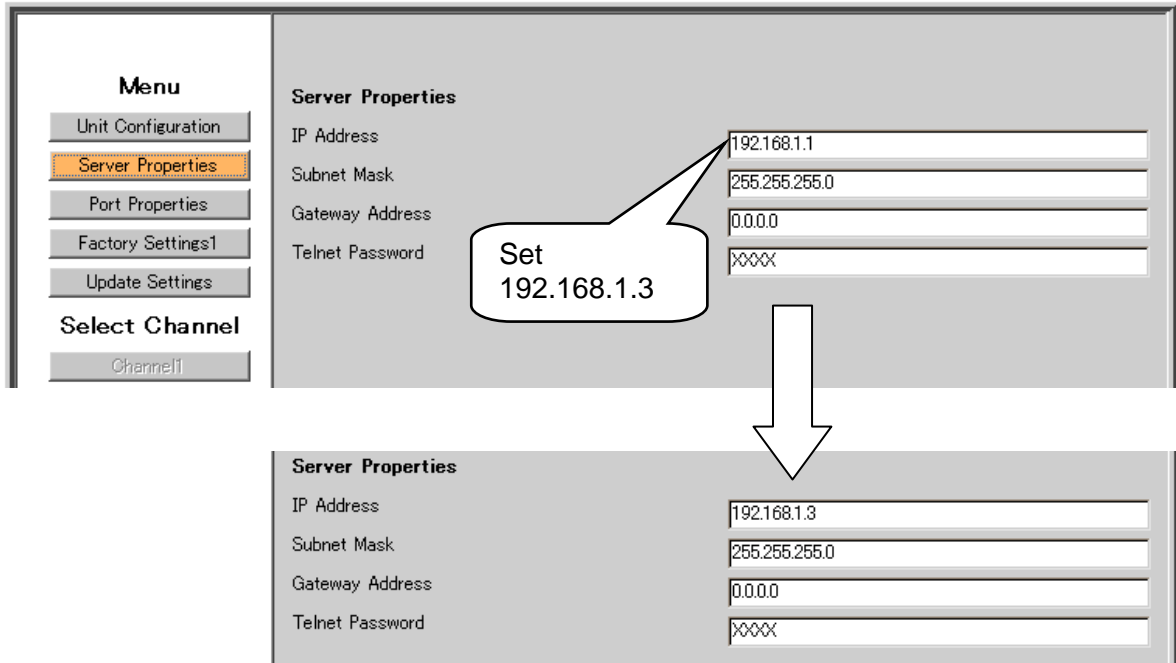 Menu
Unit Configuration
Server Properties
Port Properties
Factory Settings1
Update Settings
Select Channel
Channel1
Server Properties
IP Address 192.168.1.1
Subnet Mask 255.255.255.0
Gateway Address 0.0.0.0
Telnet Password XXXX
Set
192.168.1.3
Server Properties
IP Address 192.168.1.3
Subnet Mask 255.255.255.0
Gateway Address 0.0.0.0
Telnet Password XXXX